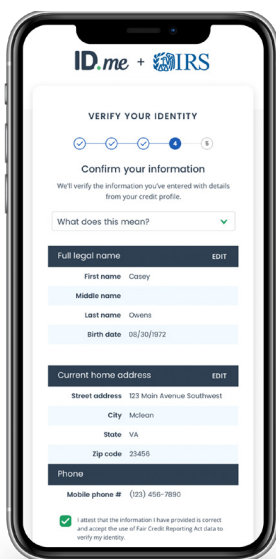 ID.me + IRS
VERIFY YOUR IDENTITY
4 5
Confirm your information
We'll verify the information you've entered with details
from your credit profile.
What does this mean?
Full legal name EDIT
First name Casey
Middle name
Last name Owens
Birth date 08/30/1972
Current home address EDIT
Street address 123 Main Avenue Southwest
City Mclean
State VA
Zip code 23456
Phone
Mobile phone # (123) 456-7890
I attest that the information I have provided is correct
and accept the use of Fair Credit Reporting Act data to
verify my identity.